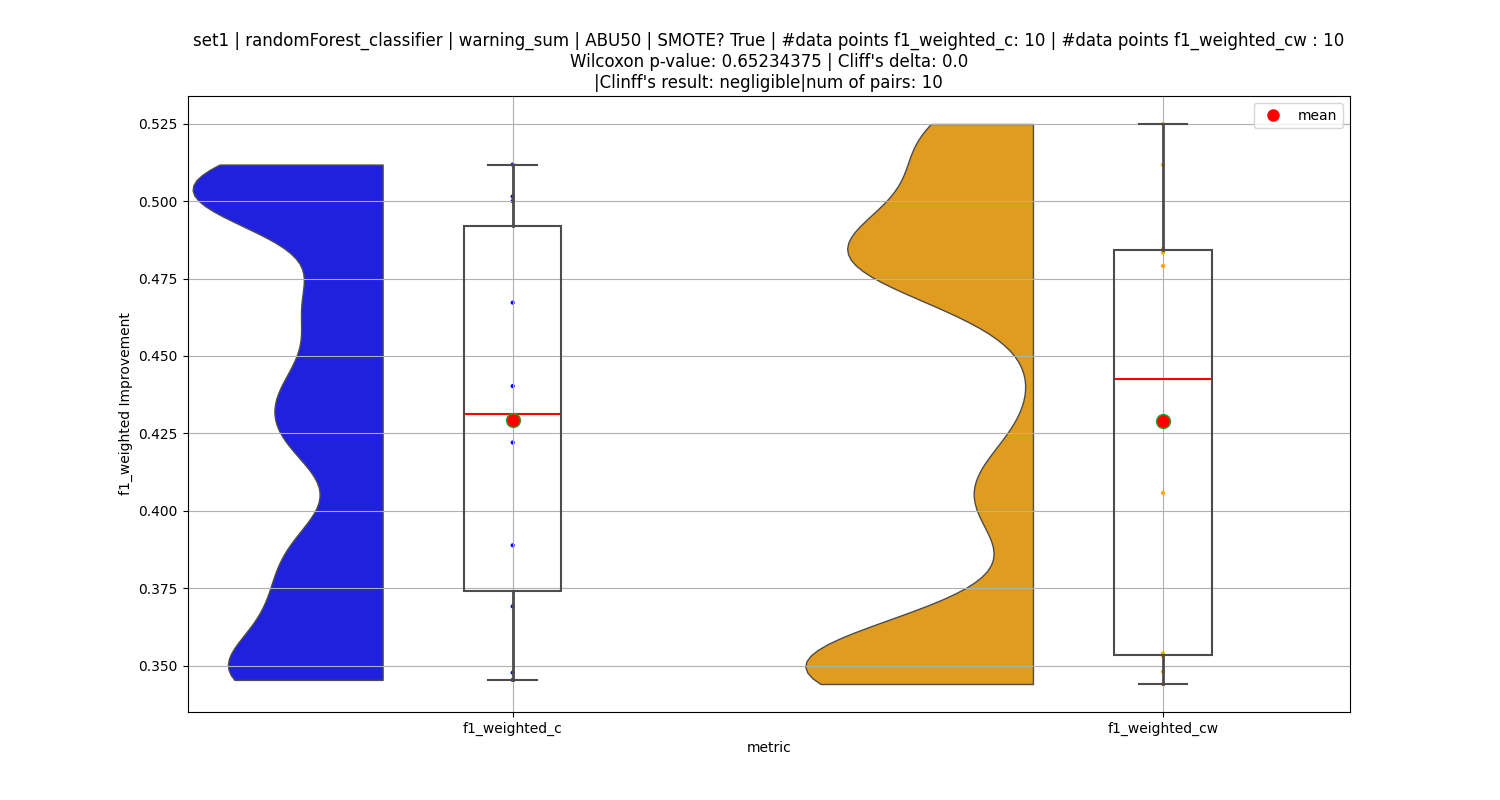 set1 | randomForest_classifier | warning_sum | ABU50 | SMOTE? True | #data points f1_weighted_c: 10 | #data points f1_weighted_cw : 10
Wilcoxon p-value: 0.65234375 | Cliff's delta: 0.0
|Clinff's result: negligible|num of pairs: 10
mean
0.525
0.500
0.475
0.450
0.425
0.400
0.375
0.350
f1_weighted Improvement
f1_weighted_c
f1_weighted_cw
metric